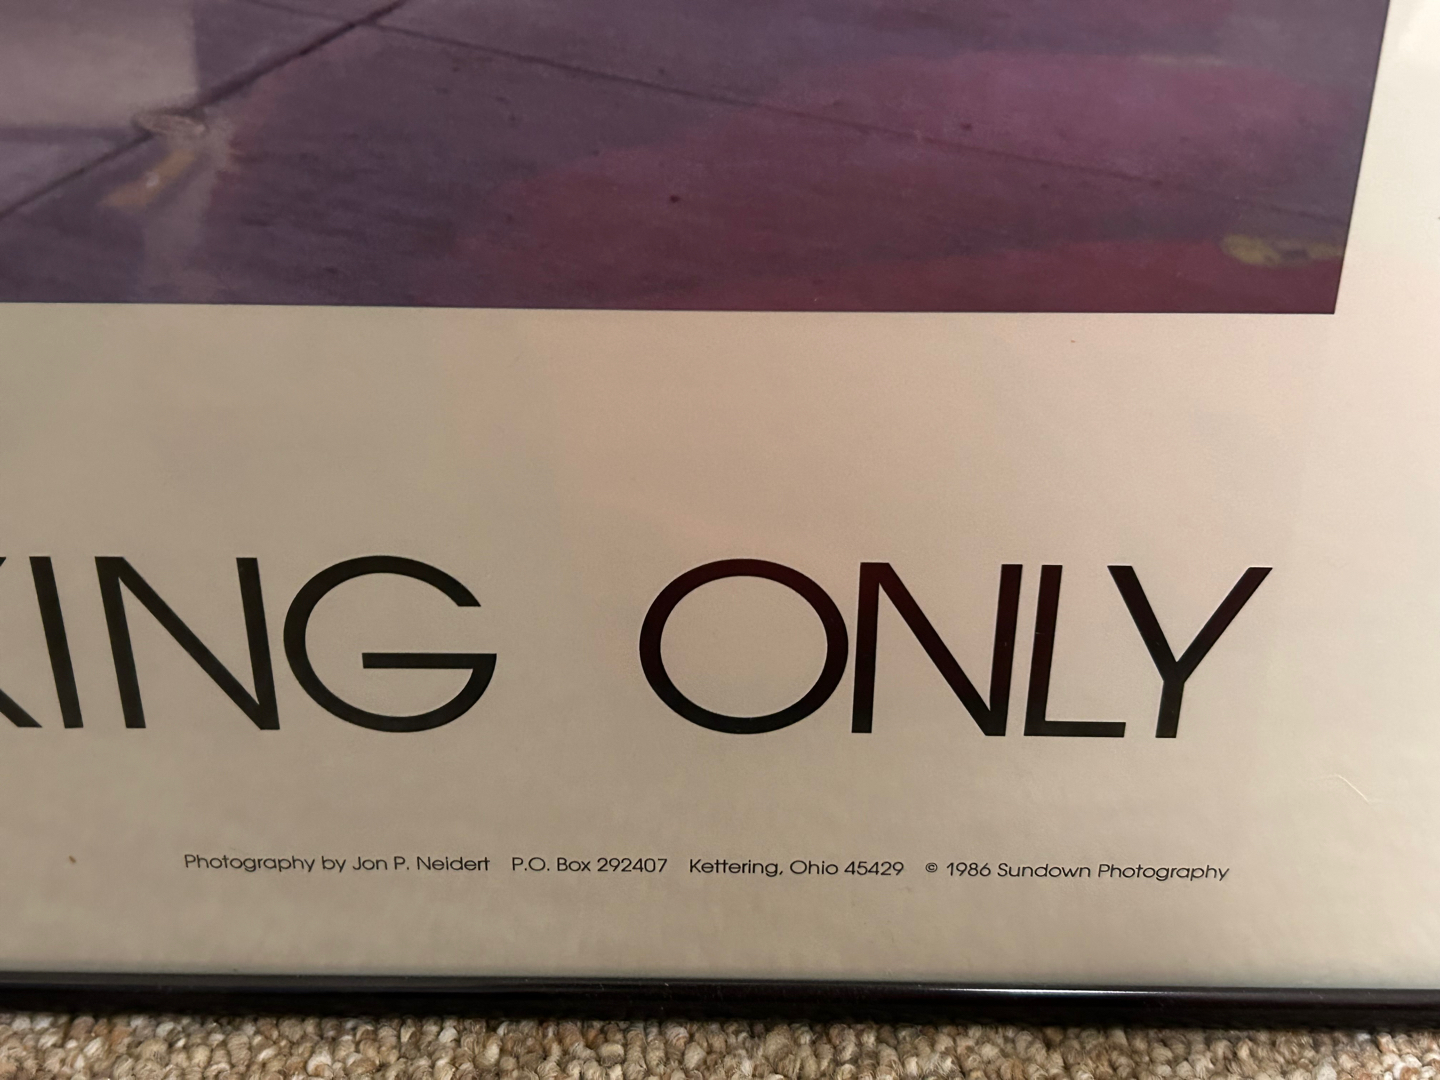 KING ONLY
Photography by Jon P. Neidert P.O. Box 292407 Kettering, Ohio 45429 © 1986 Sundown Photography